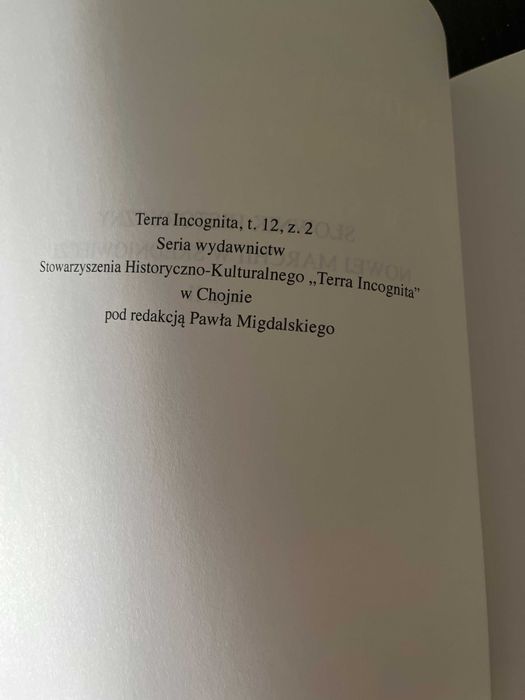 Terra Incognita, t. 12, z. 2
Seria wydawnictw
Stowarzyszenia Historyczno-Kulturalnego „Terra Incognita”
w Chojnie
pod redakcją Pawła Migdalskiego